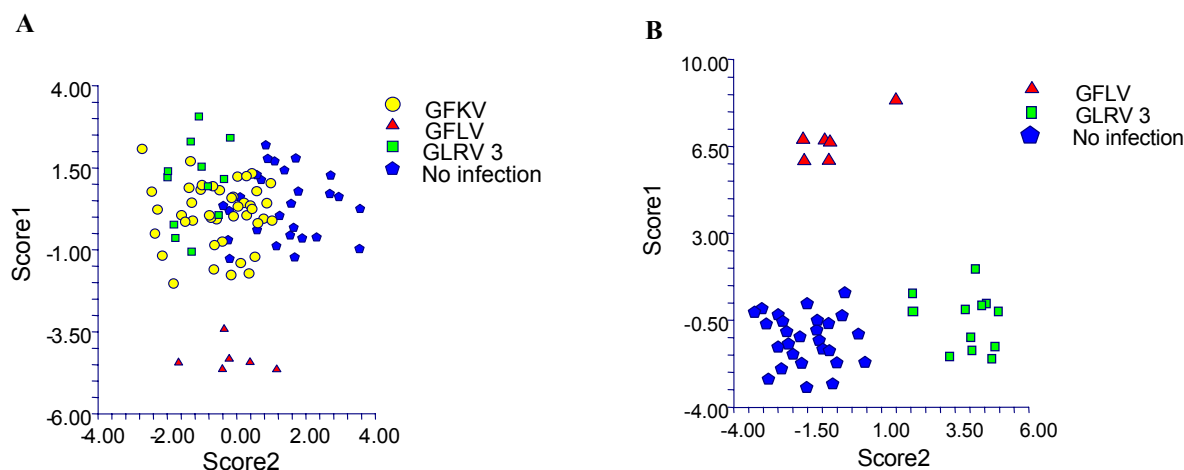 A
4.00
1.50
-1.00
-3.50
-6.00
Score1
-4.00 -2.00 0.00 2.00 4.00
Score2
GFKV
GFLV
GLRV 3
No infection
B
10.00
6.50
3.00
-0.50
-4.00
Score1
-4.00 -1.50 1.00 3.50 6.00
Score2
GFLV
GLRV 3
No infection